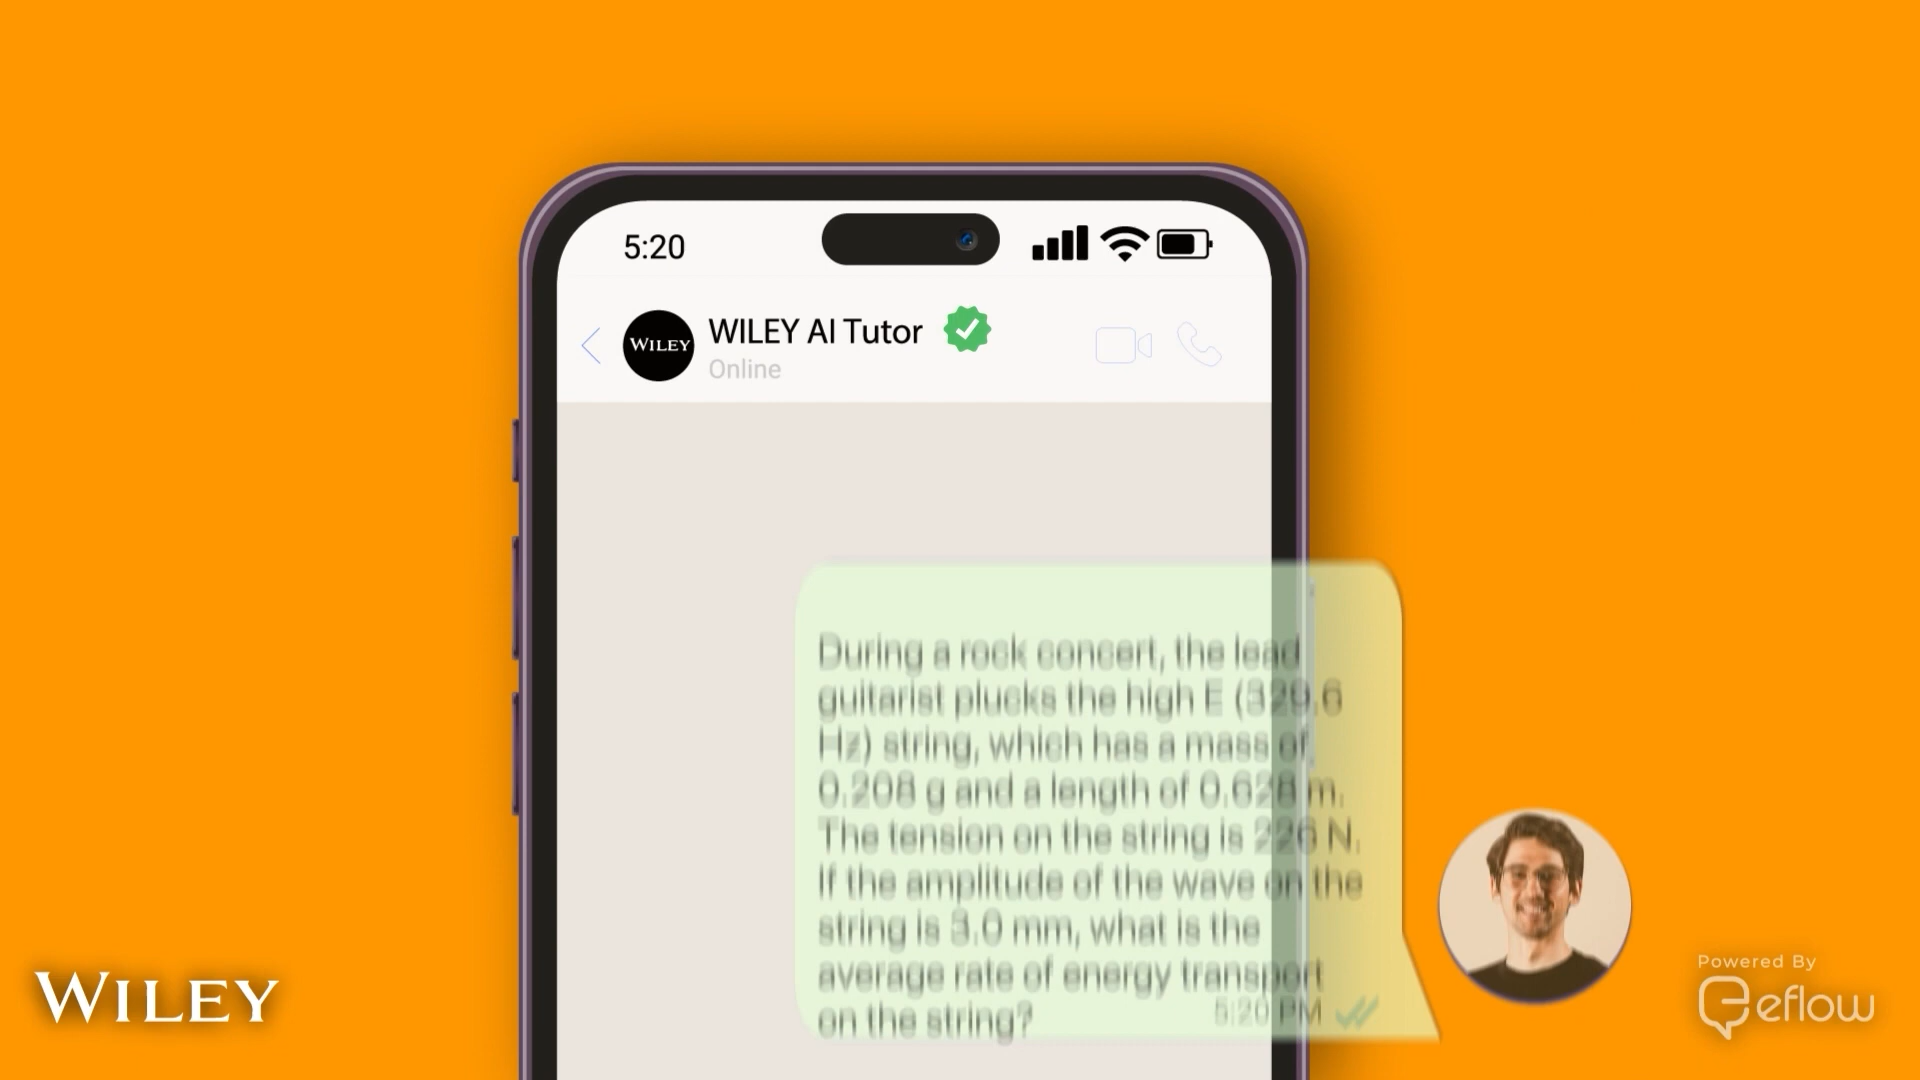 5:20
WILEY
WILEY AI Tutor
Online
During a rock concert, the lead
guitarist plucks the high E (329.6
Hz) string, which has a mass of
0.208 g and a length of 0.628 m.
The tension on the string is 226 N.
If the amplitude of the wave on the
string is 3.0 mm, what is the
average rate of energy transport
on the string?
5:20 PM
WILEY
Powered By
eflow